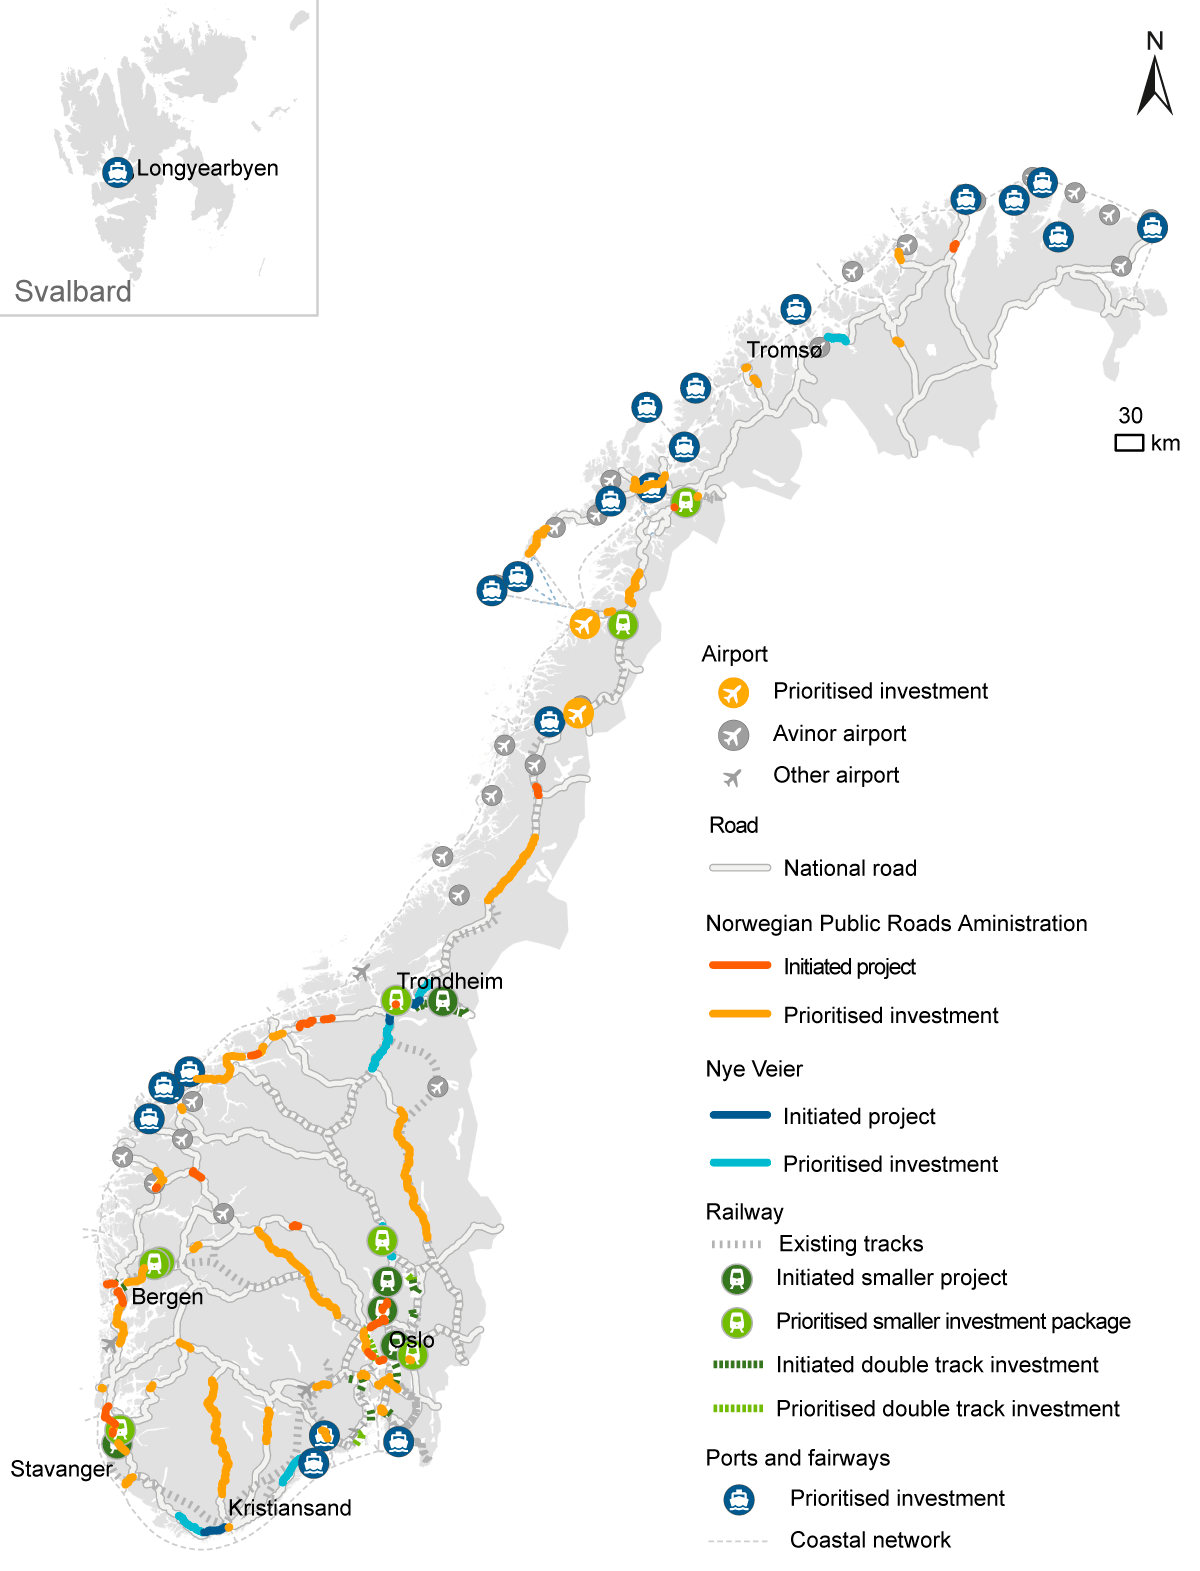 N
Longyearbyen
Svalbard
Tromsø
30
km
Airport
Prioritised investment
Avinor airport
Other airport
Road
National road
Norwegian Public Roads Aministration
Initiated project
Prioritised investment
Trondheim
Nye Veier
Initiated project
Prioritised investment
Railway
Existing tracks
Initiated smaller project
Bergen
Prioritised smaller investment package
Oslo
Initiated double track investment
Prioritised double track investment
Ports and fairways
Stavanger
Prioritised investment
Kristiansand
Coastal network